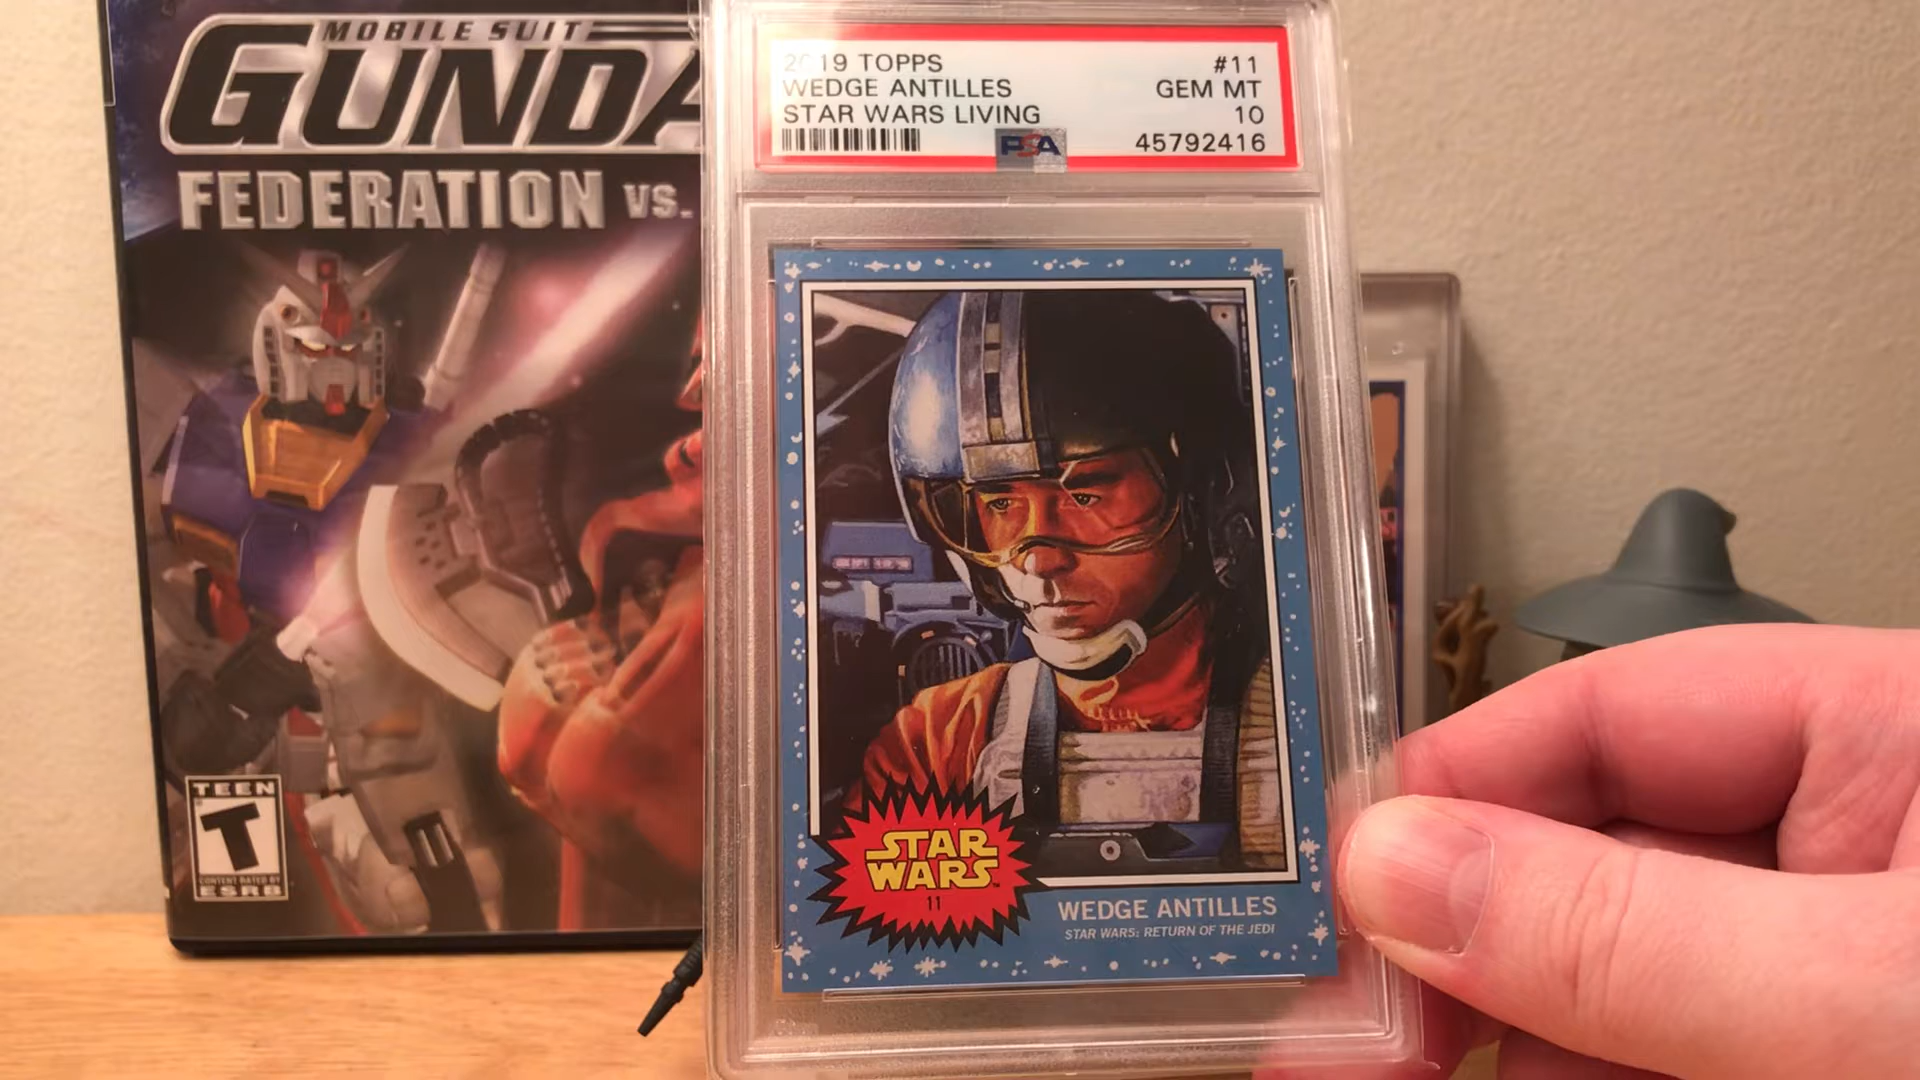 MOBILE SUIT
GUNDA
FEDERATION VS.
TEEN
T
CONTENT RATED BY
ESRB
2019 TOPPS #11
WEDGE ANTILLES GEM MT
STAR WARS LIVING 10
PSA 45792416
STAR
WARS
11
WEDGE ANTILLES
STAR WARS: RETURN OF THE JEDI